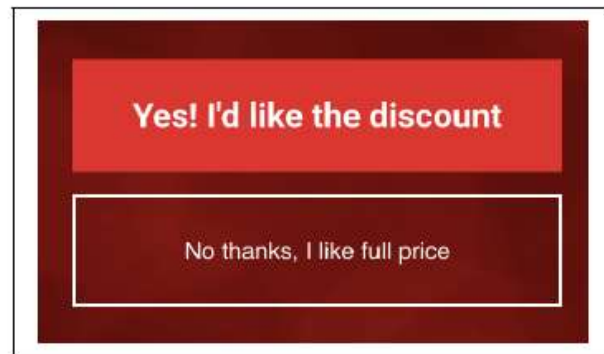 Yes! I'd like the discount
No thanks, I like full price